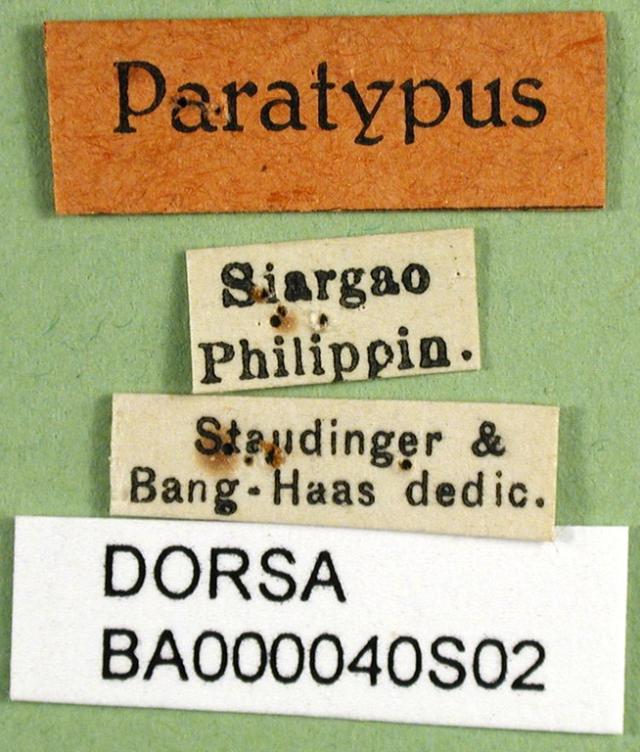 Paratypus
Siargao
Philippin.
Staudinger &
Bang-Haas dedic.
DORSA
BA000040S02